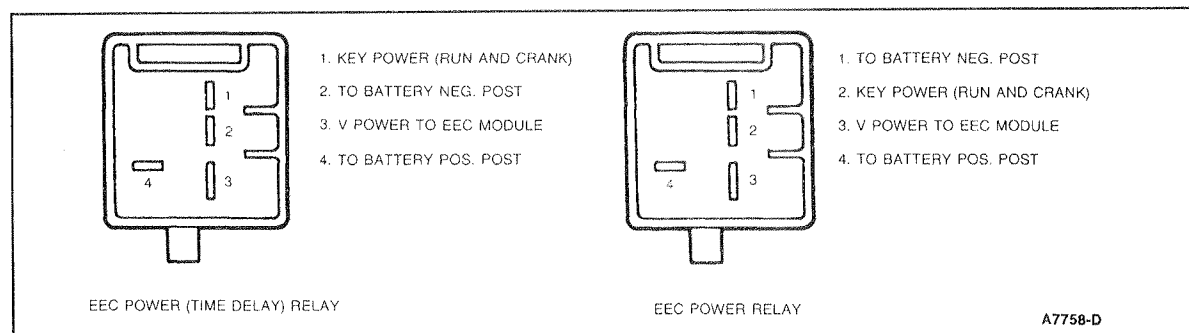 1
2
3
4
1. KEY POWER (RUN AND CRANK)
2. TO BATTERY NEG. POST
3. V POWER TO EEC MODULE
4. TO BATTERY POS. POST
EEC POWER (TIME DELAY) RELAY
1
2
3
4
1. TO BATTERY NEG. POST
2. KEY POWER (RUN AND CRANK)
3. V POWER TO EEC MODULE
4. TO BATTERY POS. POST
EEC POWER RELAY
A7758-D